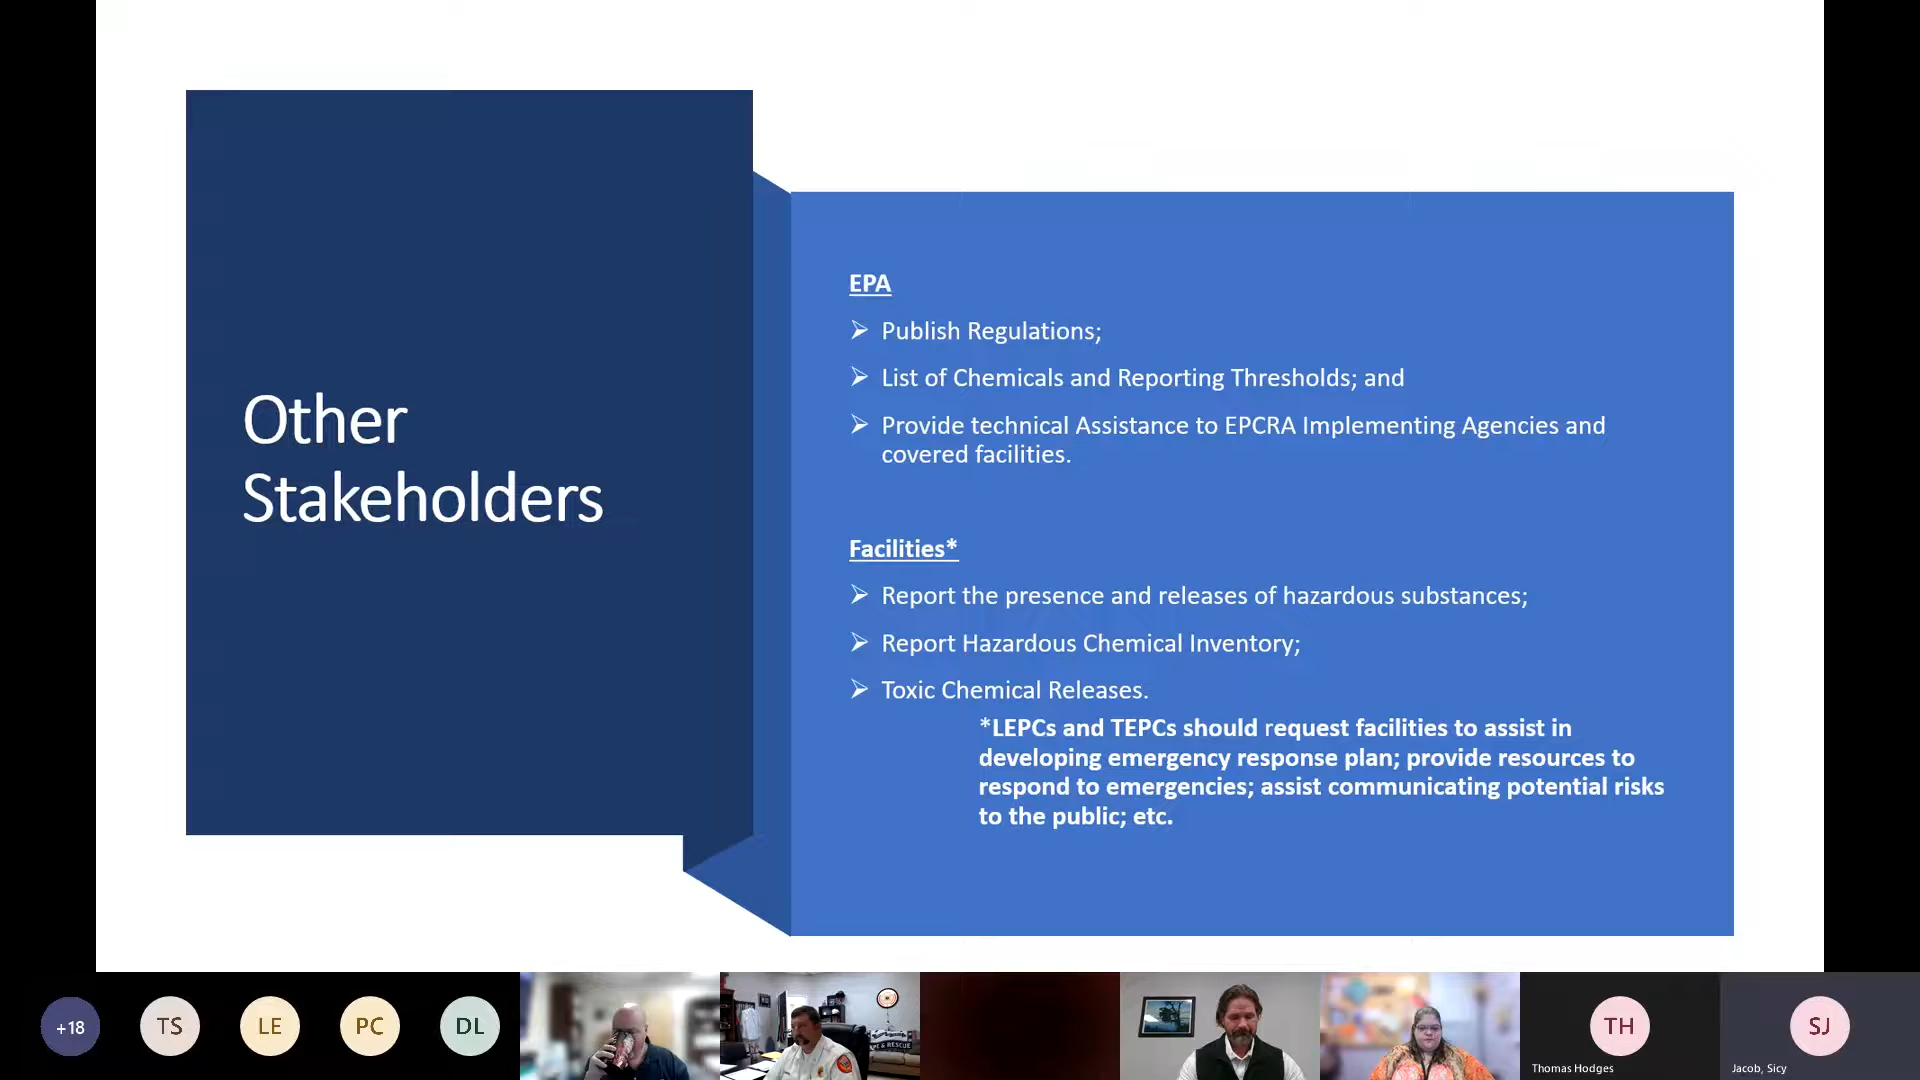 Other
Stakeholders
EPA
Publish Regulations;
List of Chemicals and Reporting Thresholds; and
Provide technical Assistance to EPCRA Implementing Agencies and
covered facilities.
Facilities*
Report the presence and releases of hazardous substances;
Report Hazardous Chemical Inventory;
Toxic Chemical Releases.
*LEPCs and TEPCs should request facilities to assist in
developing emergency response plan; provide resources to
respond to emergencies; assist communicating potential risks
to the public; etc.
+18
TS
LE
PC
DL
& RESCUE
TH
Thomas Hodges
SJ
Jacob, Sicy